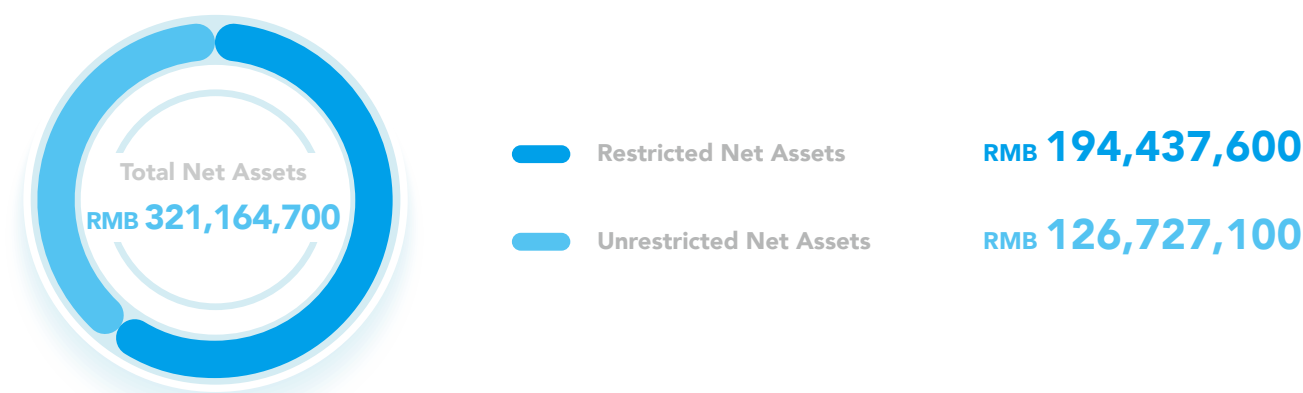 Total Net Assets
RMB 321,164,700
Restricted Net Assets RMB 194,437,600
Unrestricted Net Assets RMB 126,727,100